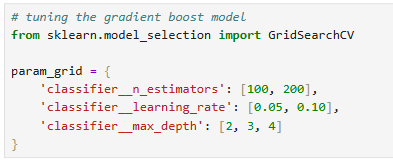 # tuning the gradient boost model
from sklearn.model_selection import GridSearchCV
param_grid = {
    'classifier__n_estimators': [100, 200],
    'classifier__learning_rate': [0.05, 0.10],
    'classifier__max_depth': [2, 3, 4]
}